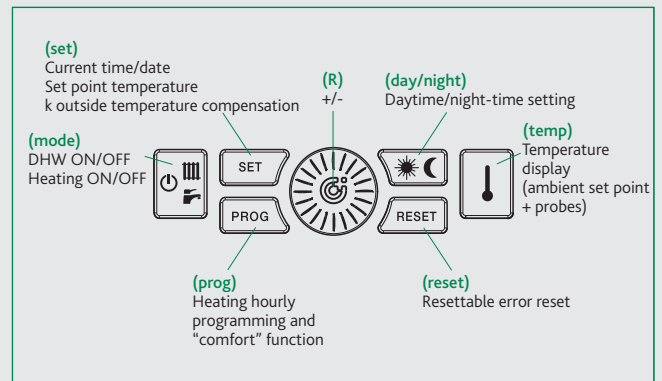 (set)
Current time/date
Set point temperature
k outside temperature compensation
(R)
+/-
(day/night)
Daytime/night-time setting
(mode)
DHW ON/OFF
Heating ON/OFF
(temp)
Temperature
display
(ambient set point
+ probes)
SET
PROG
RESET
(prog)
Heating hourly
programming and
“comfort” function
(reset)
Resettable error reset